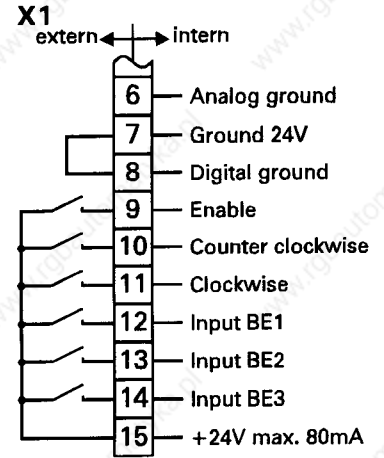 X1
extern intern
6 Analog ground
7 Ground 24V
8 Digital ground
9 Enable
10 Counter clockwise
11 Clockwise
12 Input BE1
13 Input BE2
14 Input BE3
15 +24V max. 80mA